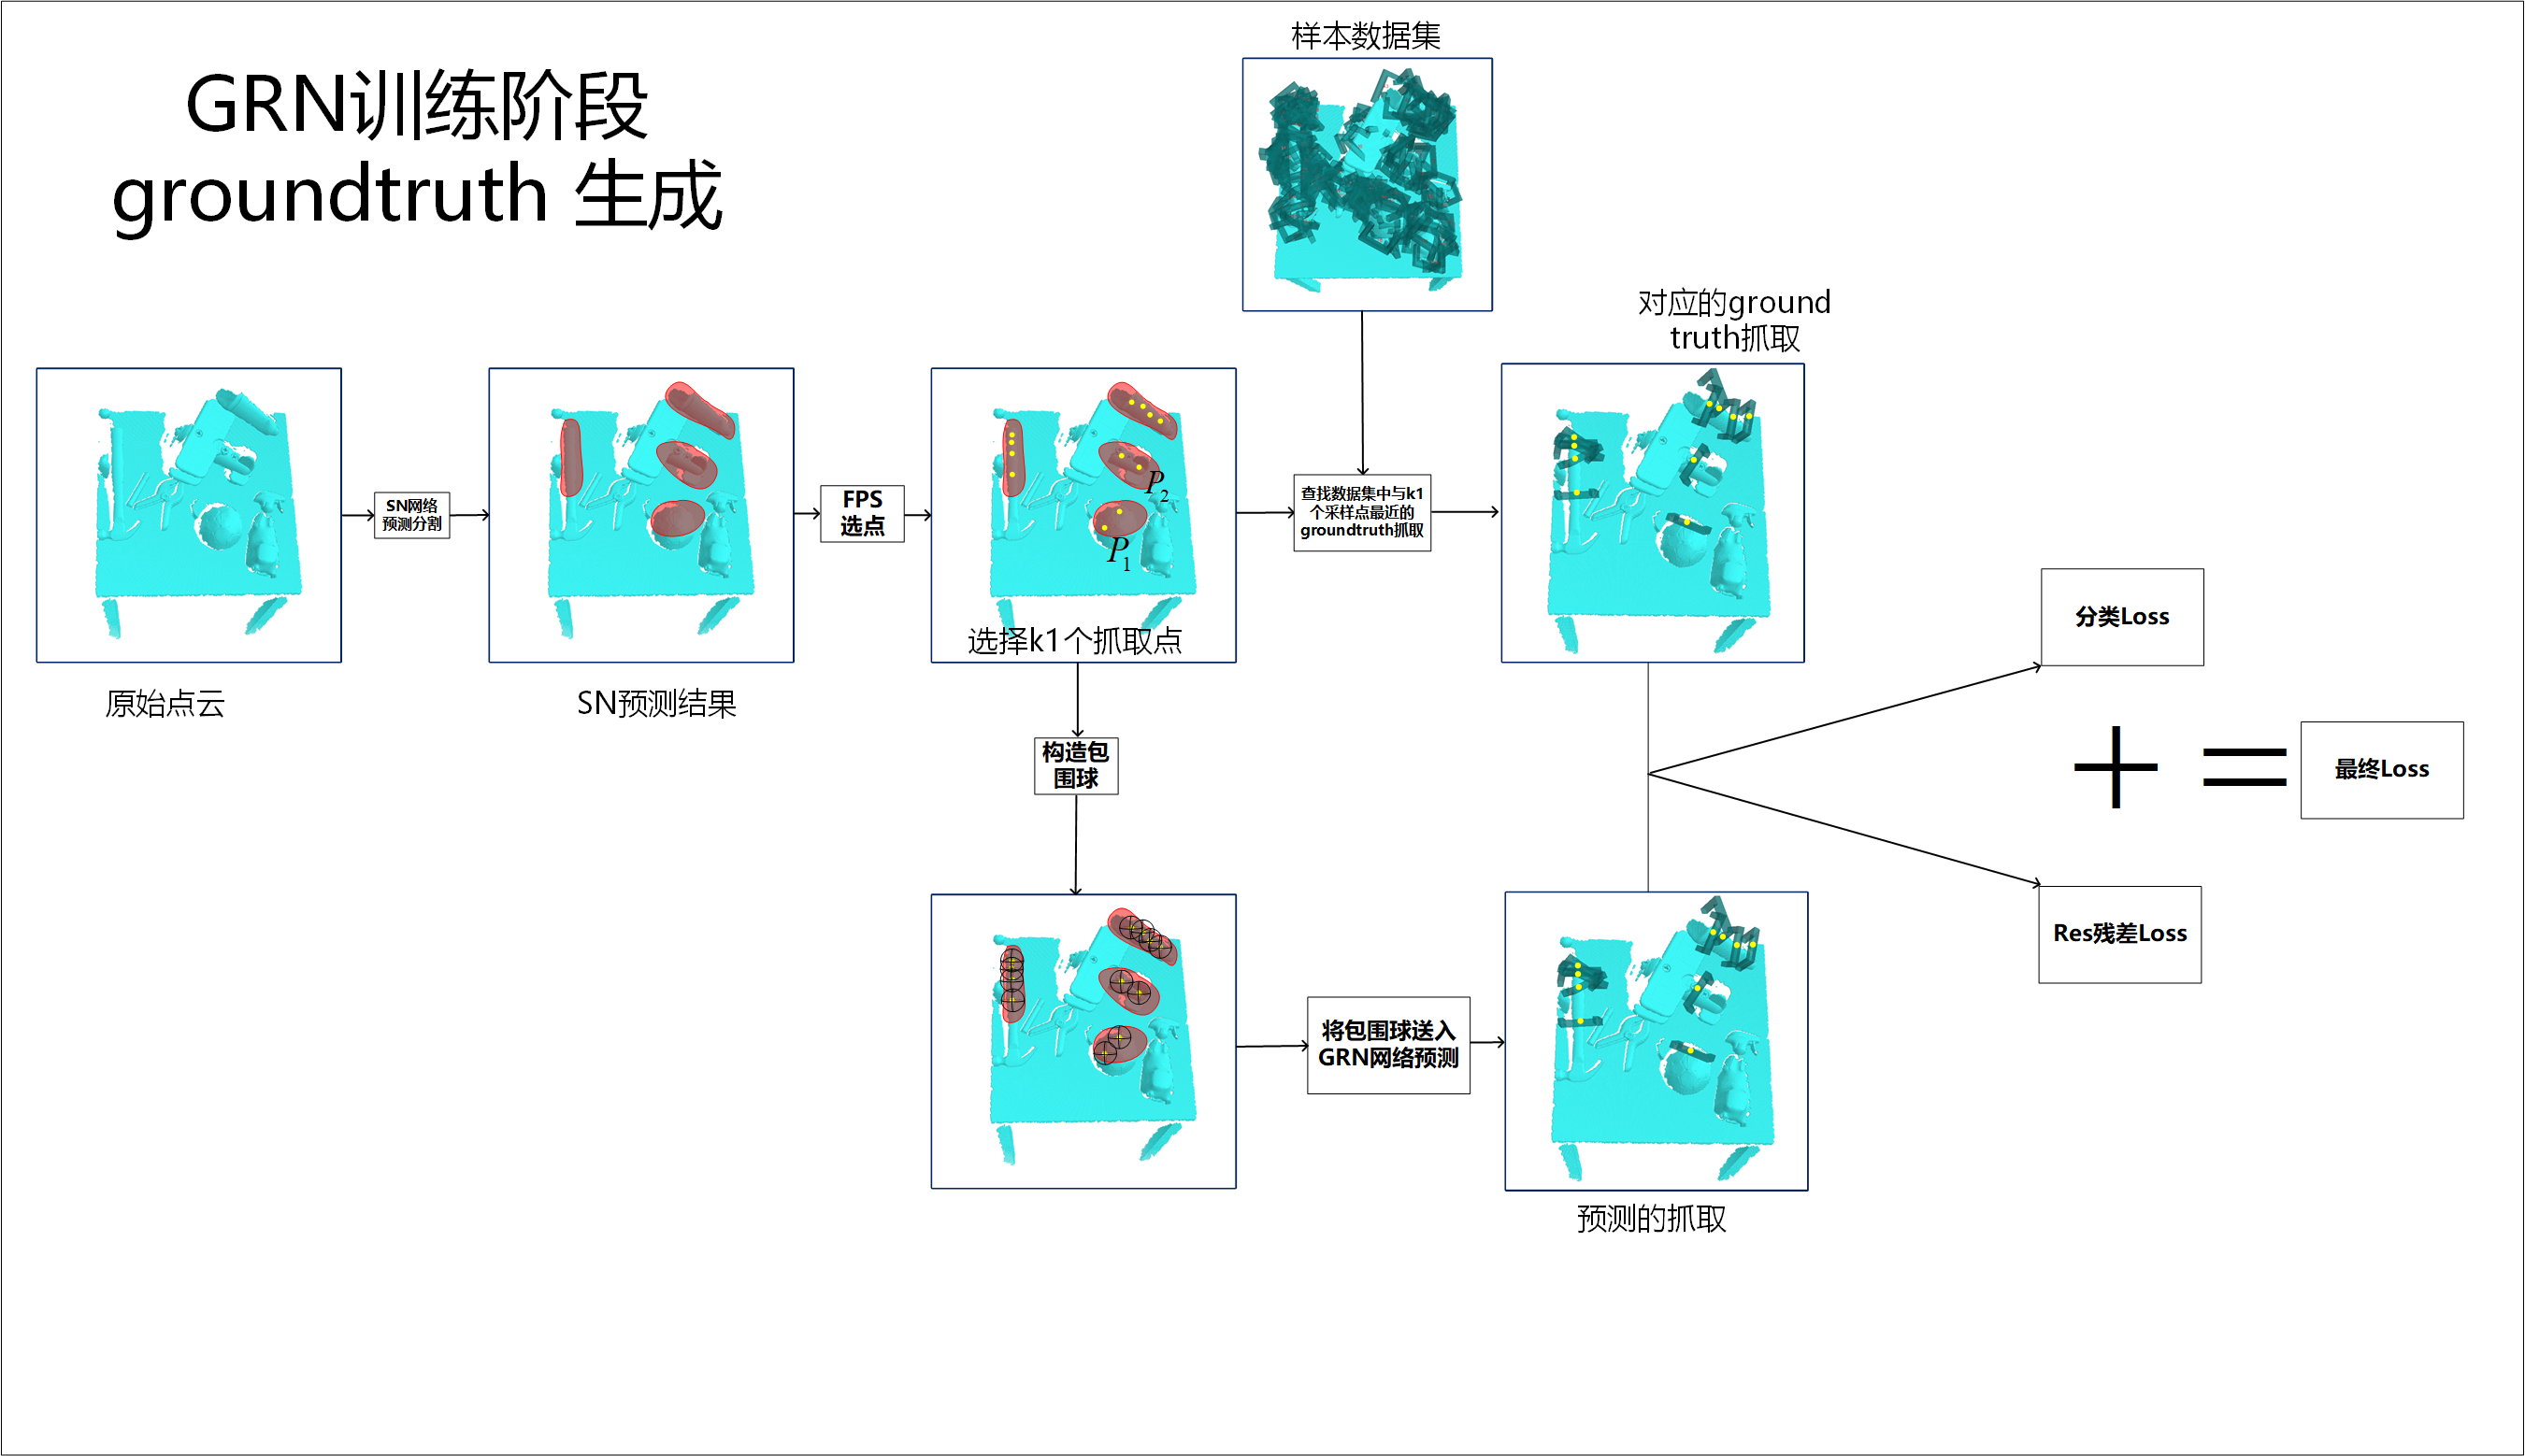 GRN训练阶段
groundtruth 生成
样本数据集
对应的ground
truth抓取
SN网络
预测分割
FPS
选点
查找数据集中与k1
个采样点最近的
groundtruth抓取
P2
P1
选择k1个抓取点
原始点云
SN预测结果
构造包
围球
分类Loss
+
=
最终Loss
Res残差Loss
将包围球送入
GRN网络预测
预测的抓取